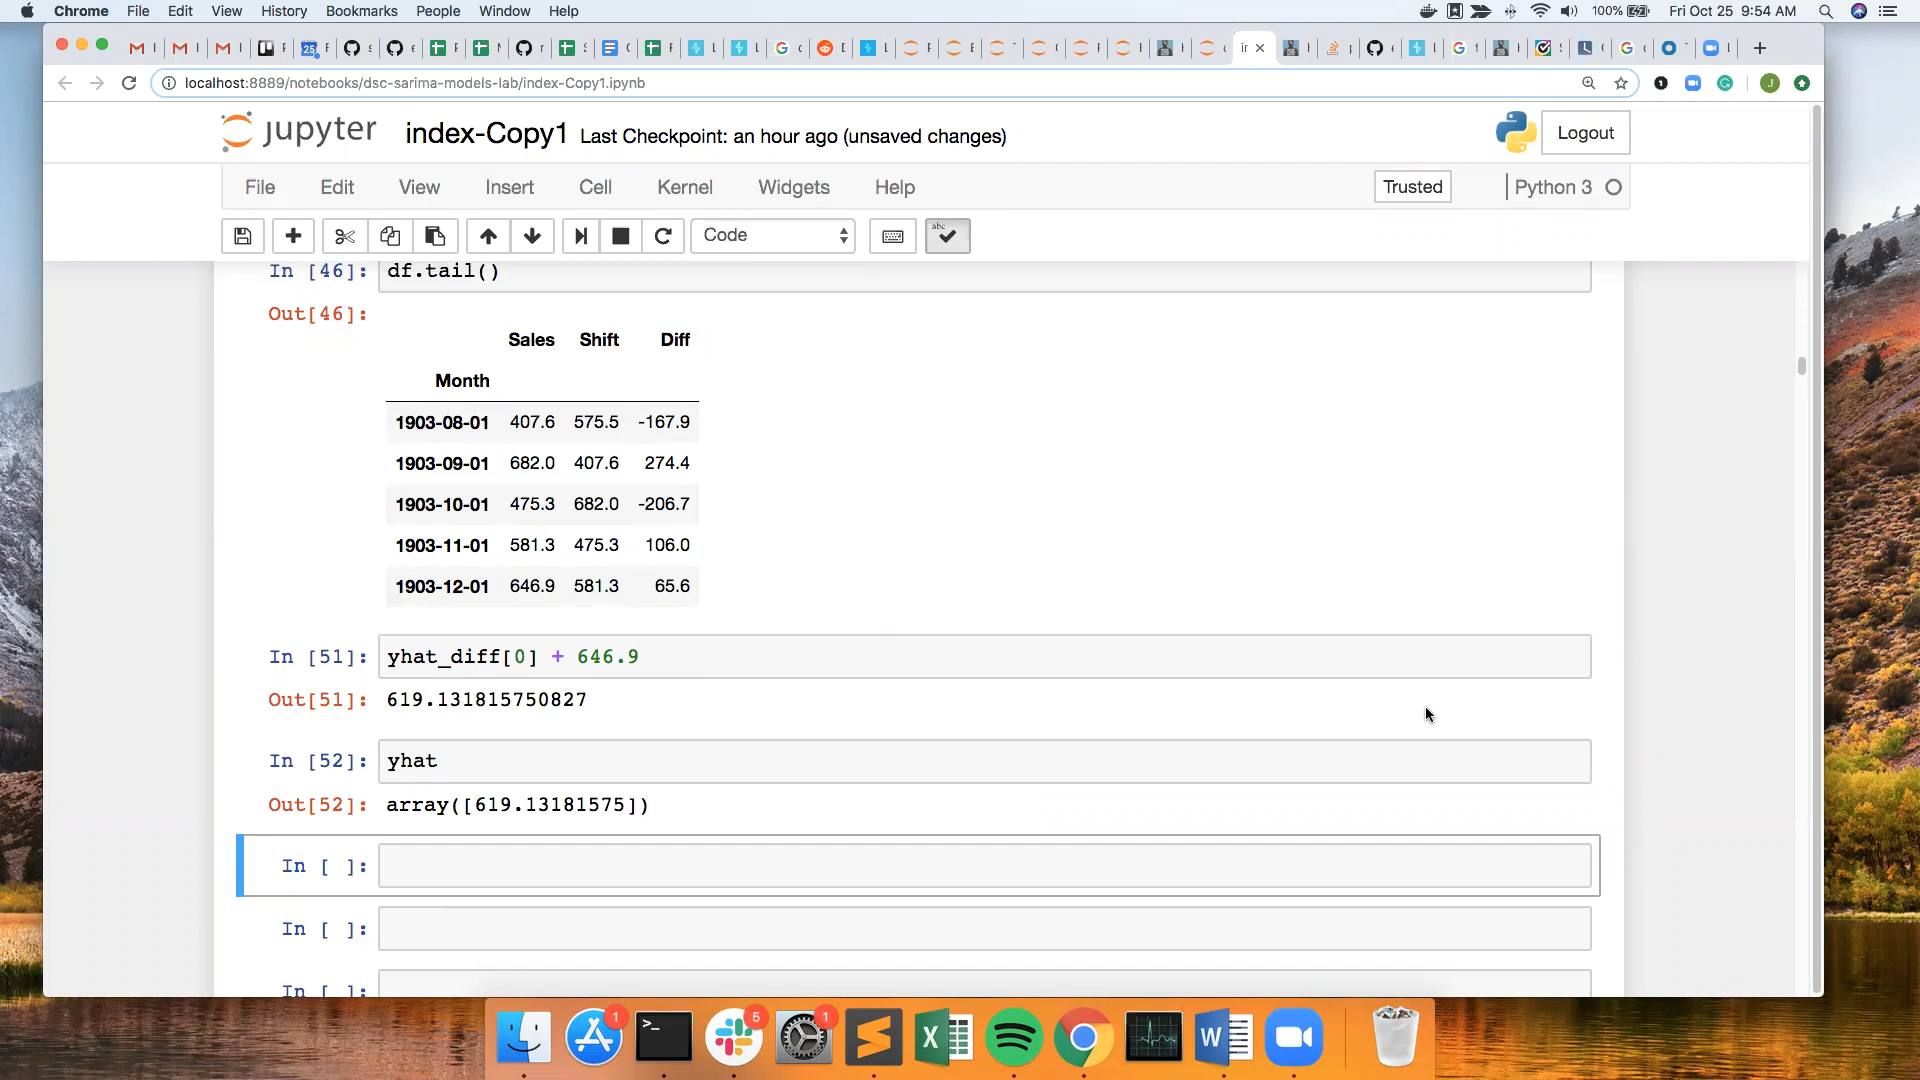 Chrome File Edit View History Bookmarks People Window Help 100% Fri Oct 25 9:54 AM
localhost:8889/notebooks/dsc-sarima-models-lab/index-Copy1.ipynb
jupyter index-Copy1 Last Checkpoint: an hour ago (unsaved changes) Logout
File Edit View Insert Cell Kernel Widgets Help Trusted Python 3
Code
abc
In [46]: df.tail()
Out[46]:
Sales Shift Diff
Month
1903-08-01 407.6 575.5 -167.9
1903-09-01 682.0 407.6 274.4
1903-10-01 475.3 682.0 -206.7
1903-11-01 581.3 475.3 106.0
1903-12-01 646.9 581.3 65.6
In [51]: yhat_diff[0] + 646.9
Out[51]: 619.131815750827
In [52]: yhat
Out[52]: array([619.13181575])
In [ ]:
In [ ]:
In [ ]:
1 5 1